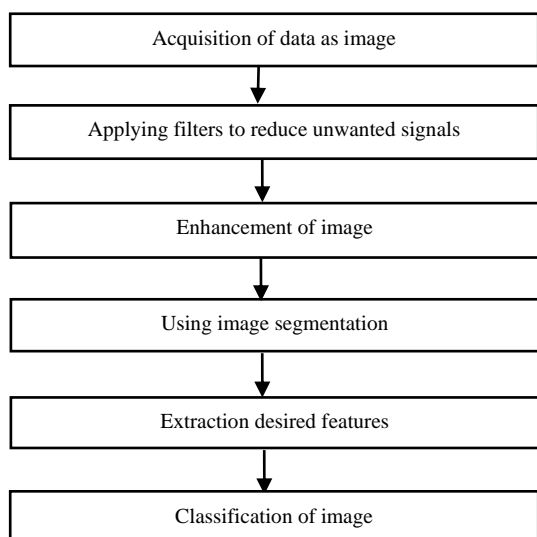 Acquisition of data as image
Applying filters to reduce unwanted signals
Enhancement of image
Using image segmentation
Extraction desired features
Classification of image